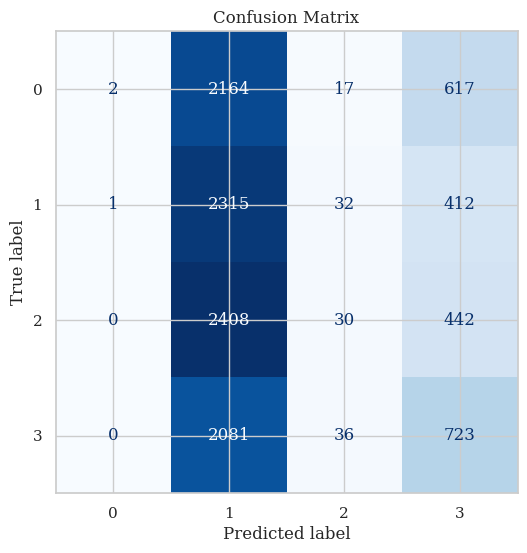 Confusion Matrix
0 2 2164 17 617
1 1 2315 32 412
2 0 2408 30 442
3 0 2081 36 723
0 1 2 3
True label
Predicted label